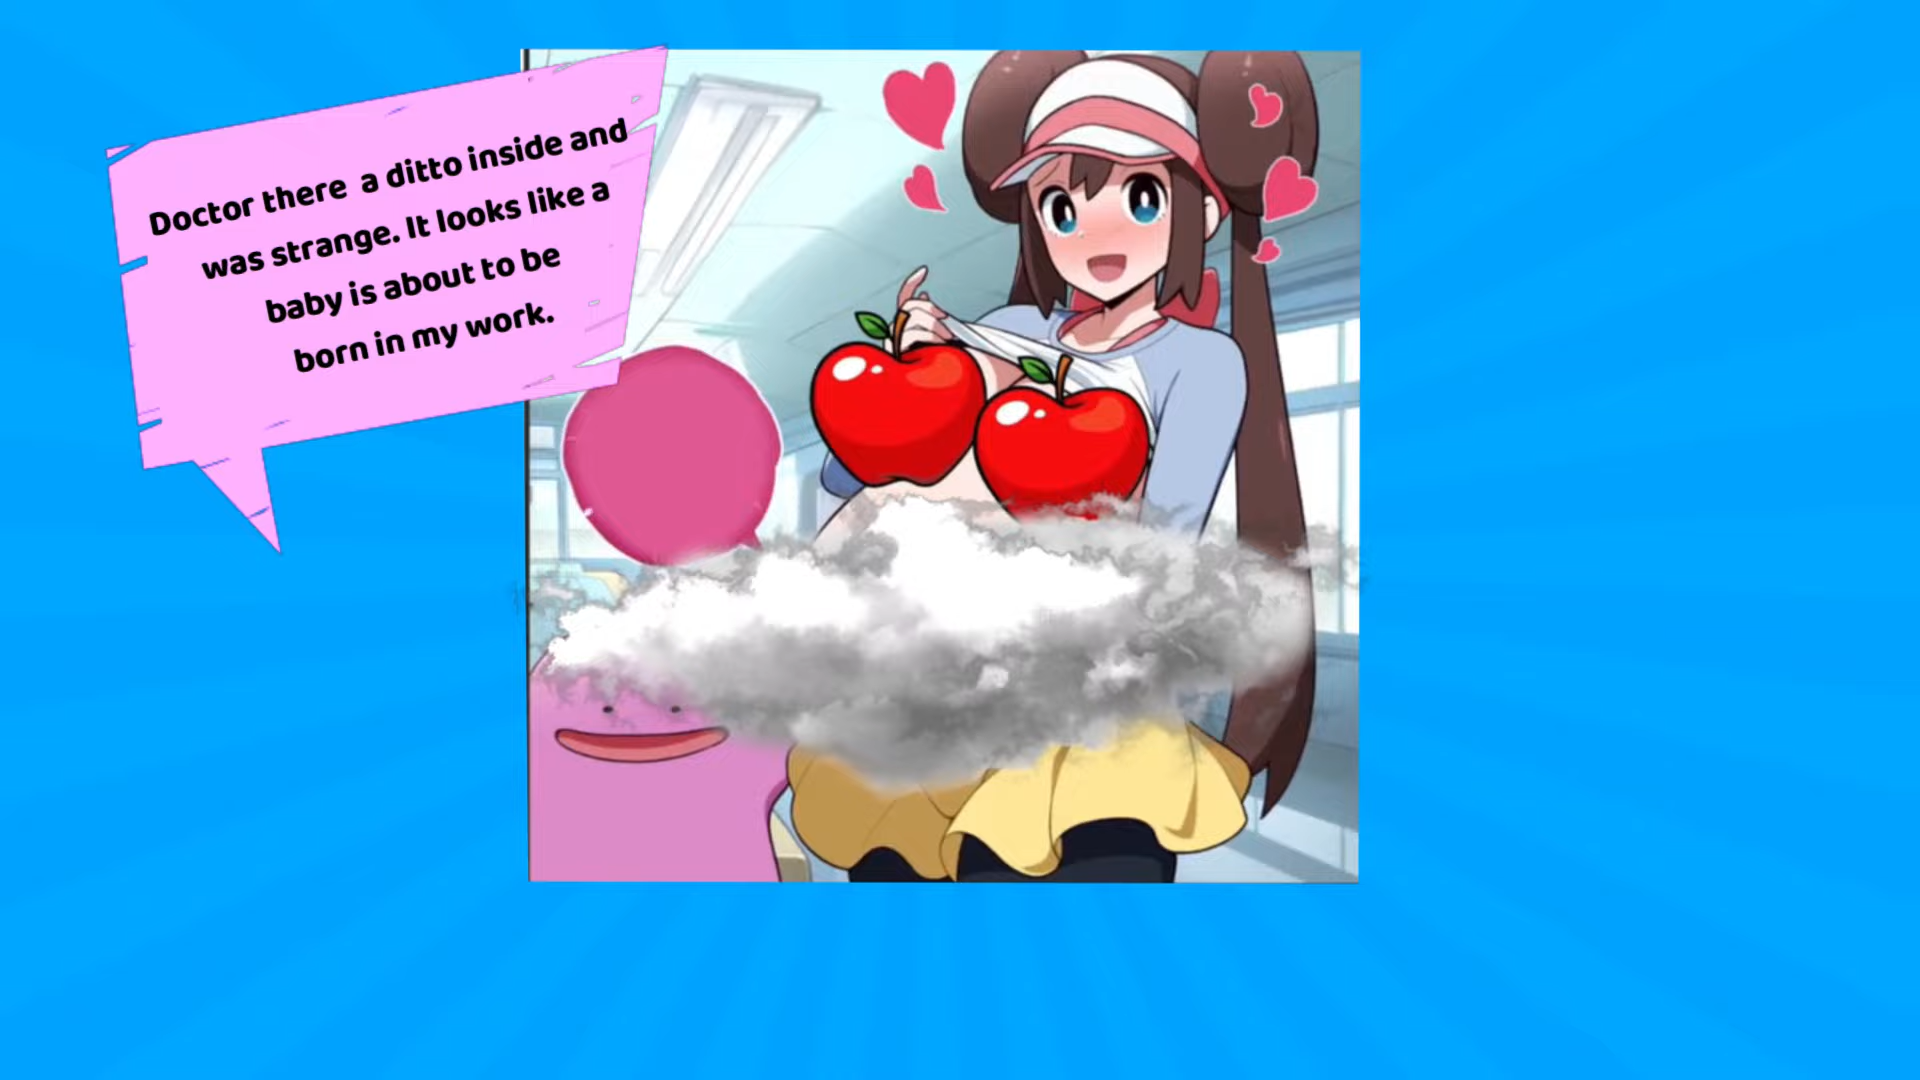 Doctor there a ditto inside and
was strange. It looks like a
baby is about to be
born in my work.